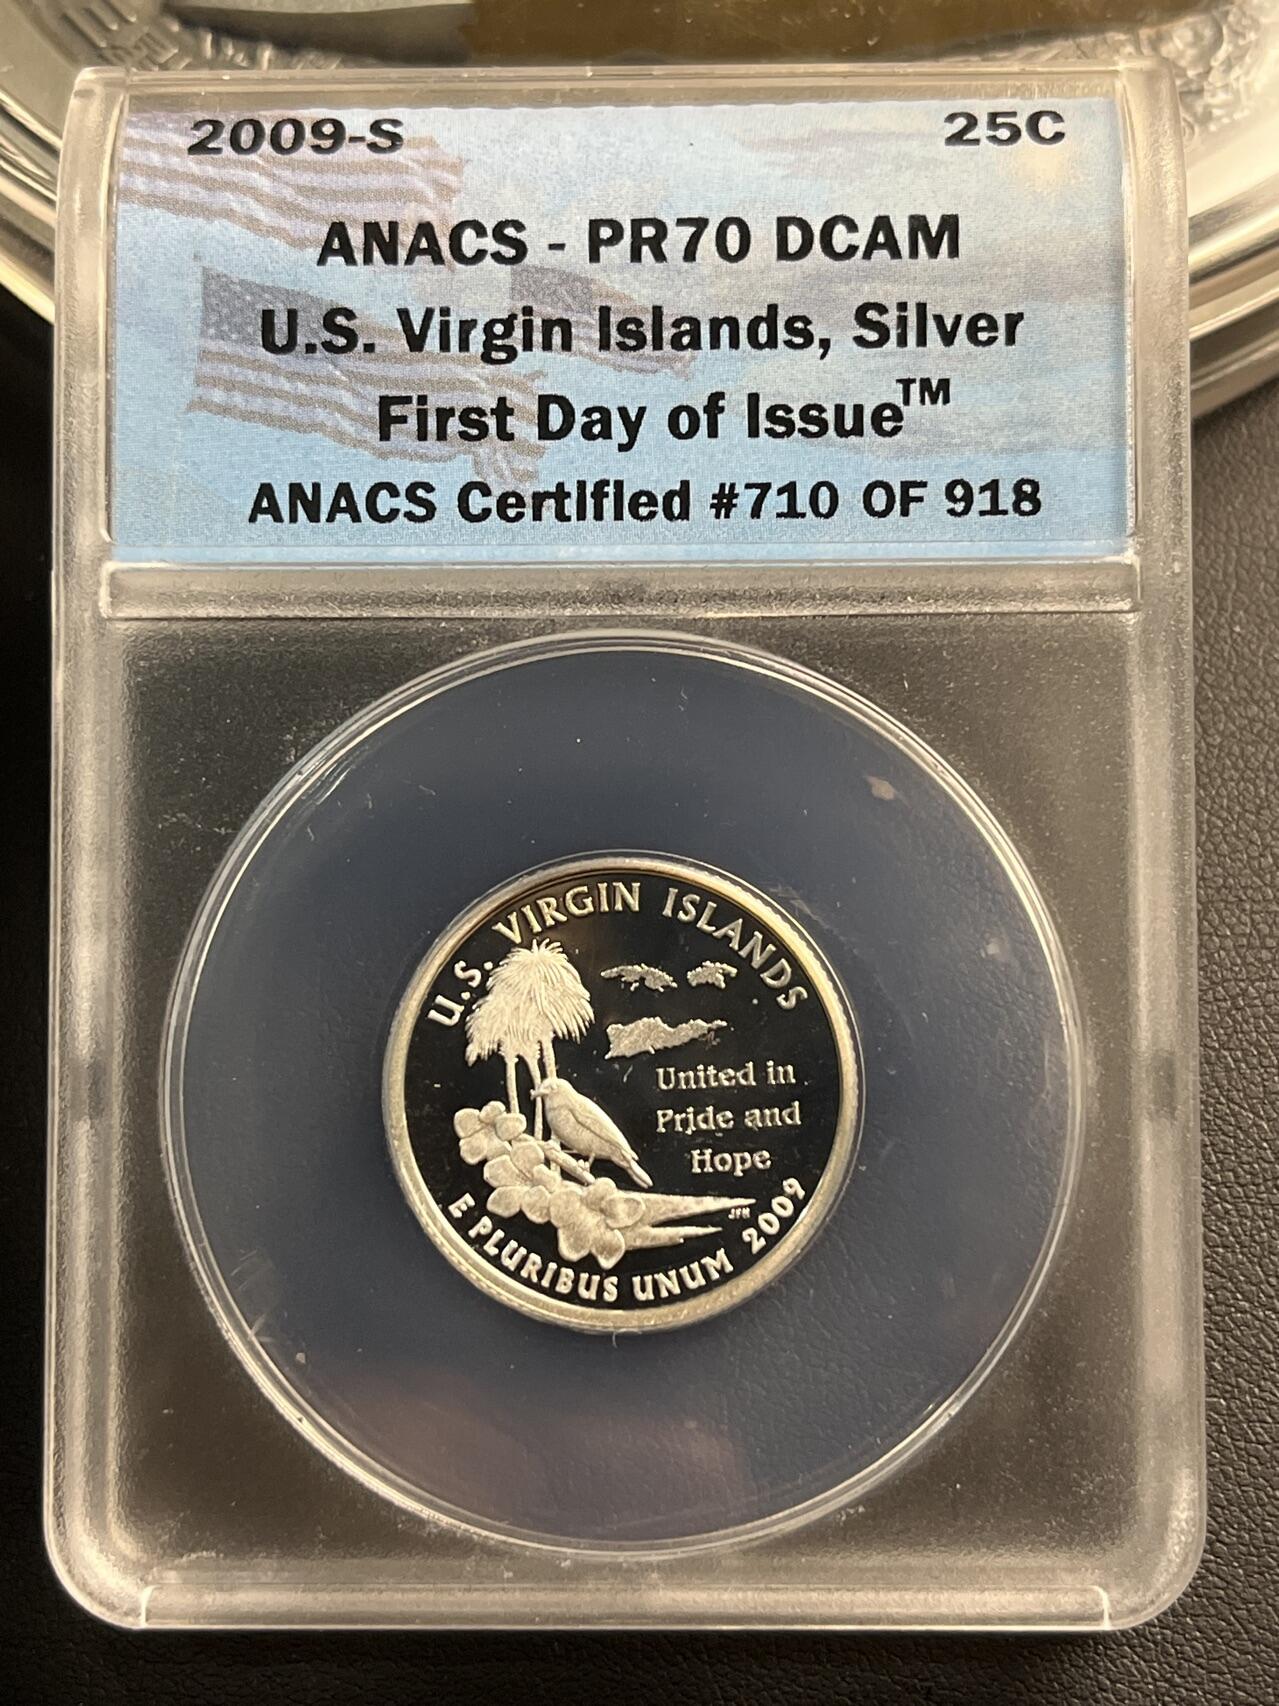 2009-S 25C
ANACS - PR70 DCAM
U.S. Virgin Islands, Silver
First Day of Issue™
ANACS Certified #710 OF 918
U.S. VIRGIN ISLANDS
United in
Pride and
Hope
JFM
E PLURIBUS UNUM 2009